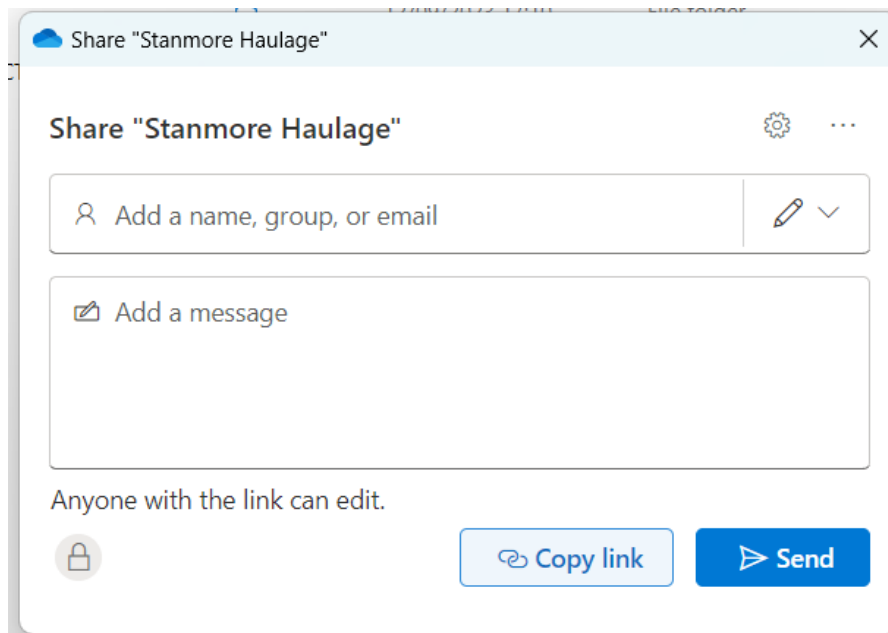 Share "Stanmore Haulage"
Share "Stanmore Haulage"
Add a name, group, or email
Add a message
Anyone with the link can edit.
Copy link
Send